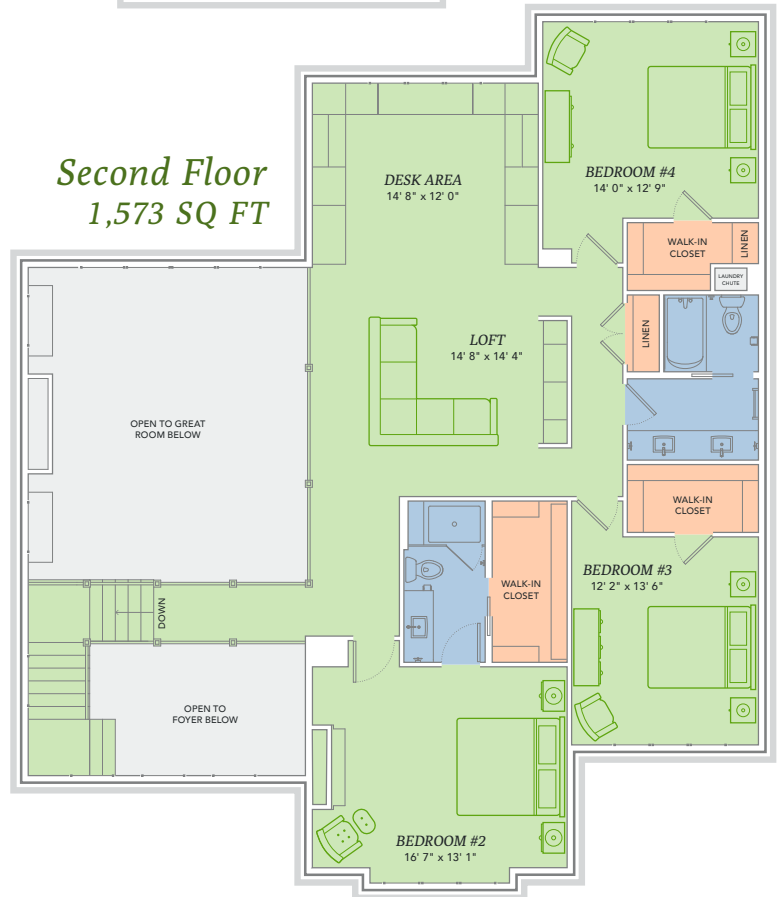 Second Floor
1,573 SQ FT
DESK AREA
14' 8" x 12' 0"
BEDROOM #4
14' 0" x 12' 9"
WALK-IN
CLOSET
LINEN
LAUNDRY
CHUTE
LINEN
LOFT
14' 8" x 14' 4"
OPEN TO GREAT
ROOM BELOW
WALK-IN
CLOSET
BEDROOM #3
12' 2" x 13' 6"
WALK-IN
CLOSET
DOWN
OPEN TO
FOYER BELOW
BEDROOM #2
16' 7" x 13' 1"